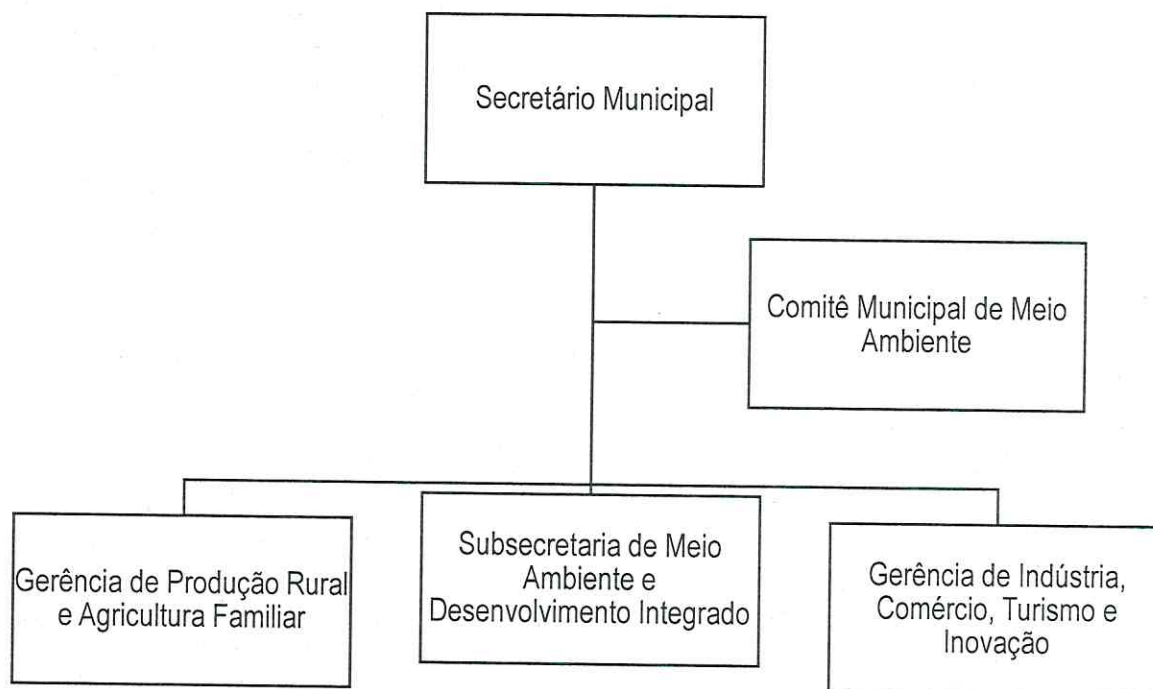 Secretário Municipal
Comitê Municipal de Meio
Ambiente
Gerência de Produção Rural
e Agricultura Familiar
Subsecretaria de Meio
Ambiente e
Desenvolvimento Integrado
Gerência de Indústria,
Comércio, Turismo e
Inovação